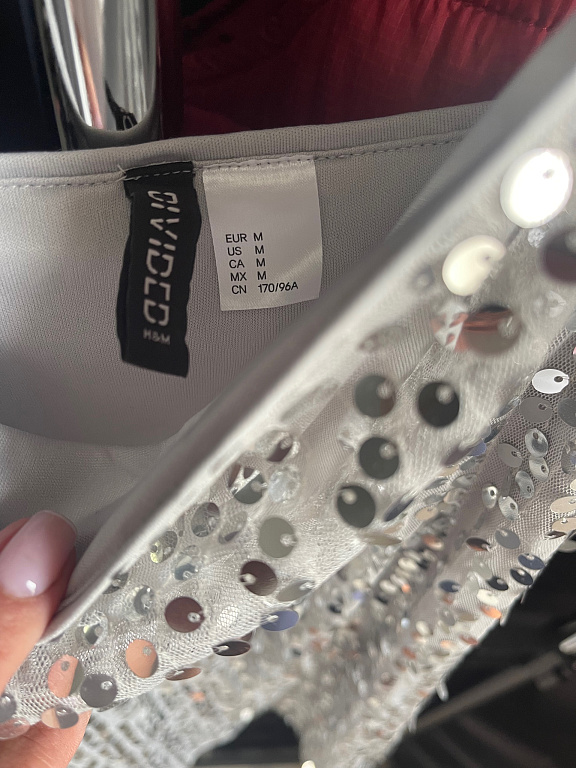 DIVIDED
H&M
EUR M
US M
CA M
MX M
CN 170/96A